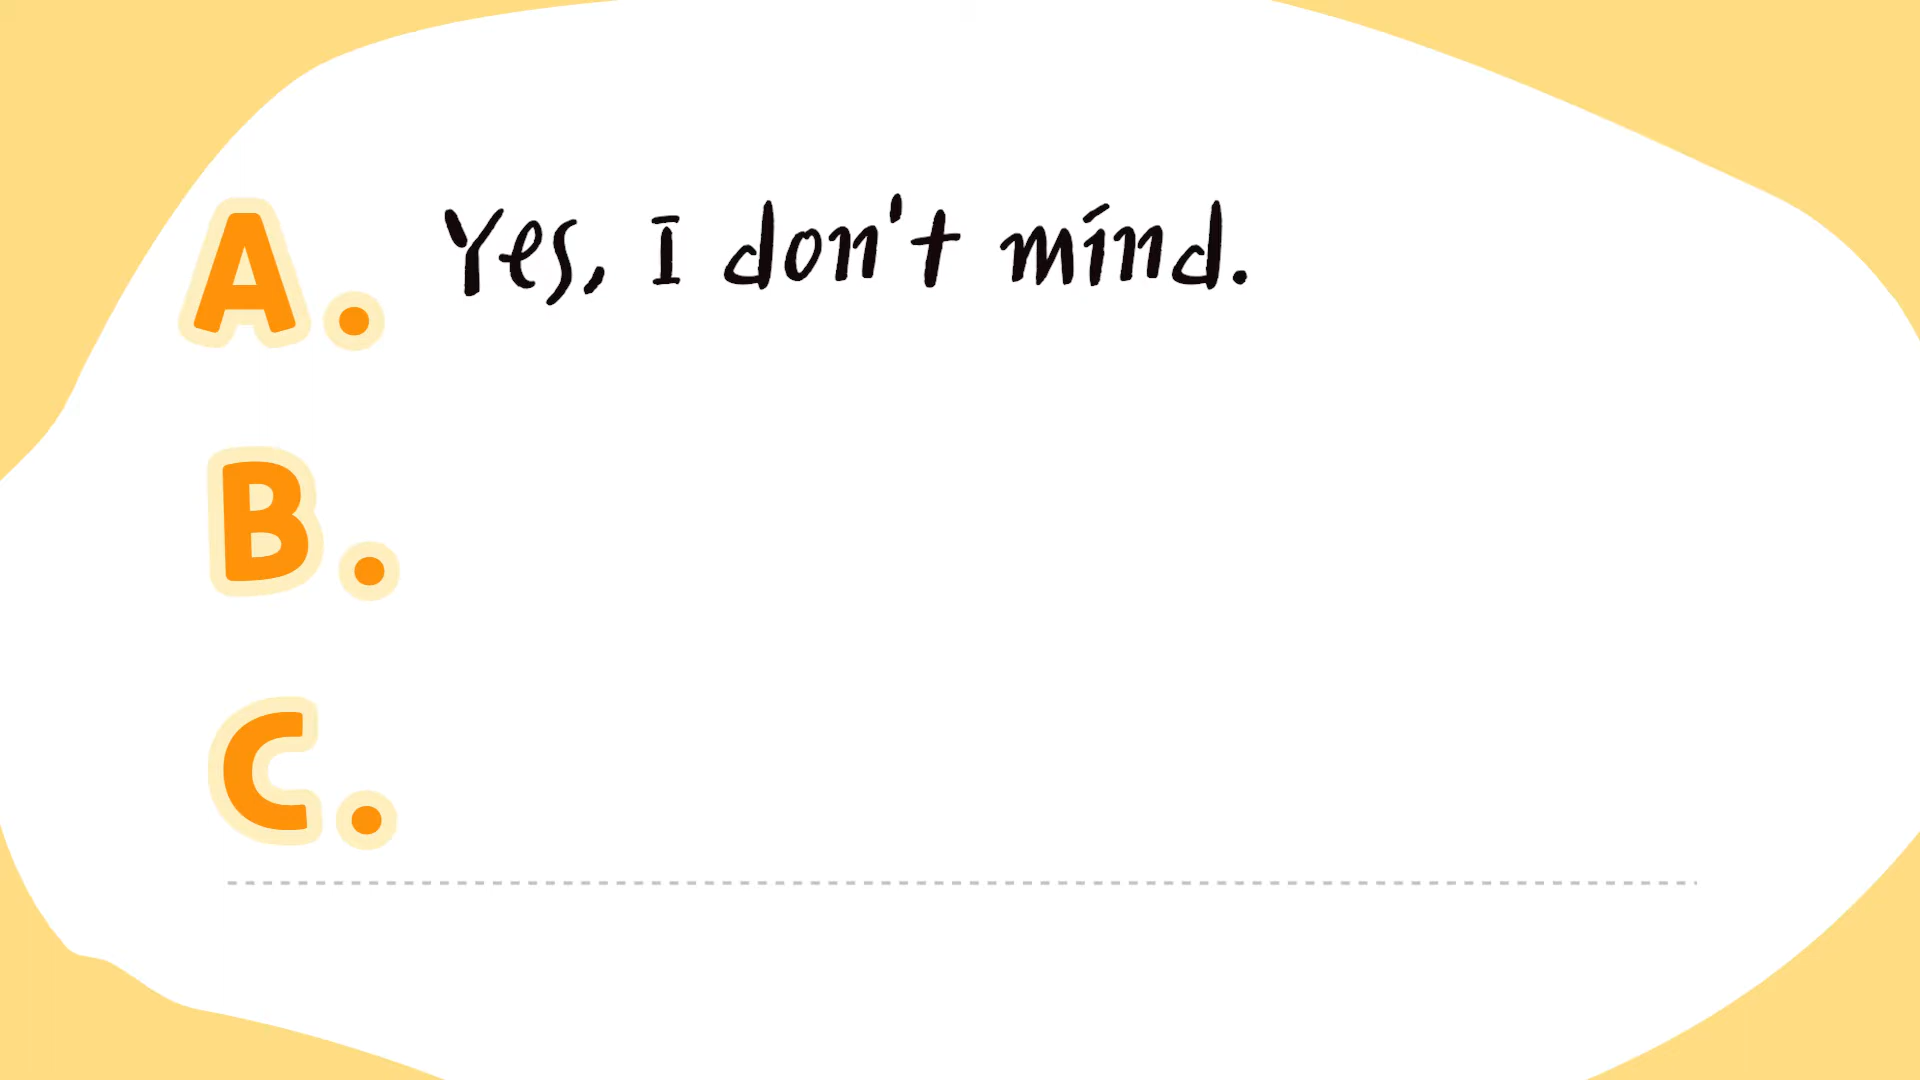 A. Yes, I don't mind.
B.
C.